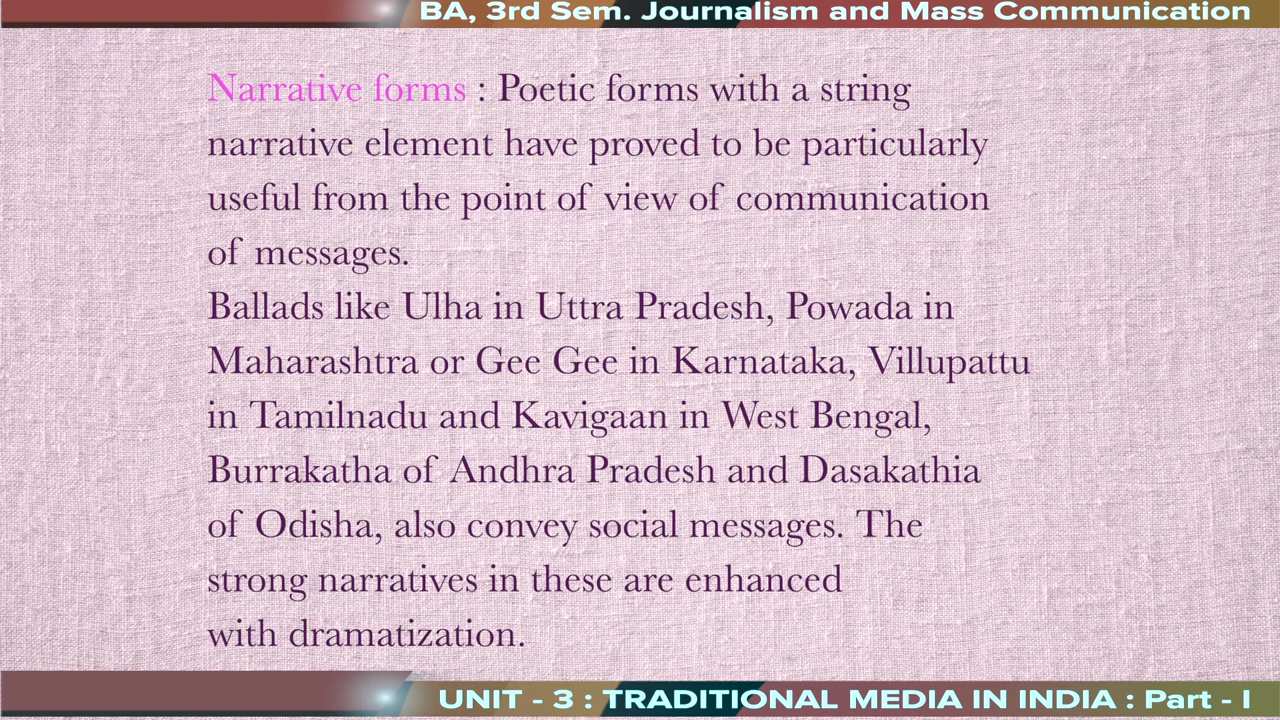 BA, 3rd Sem. Journalism and Mass Communication
Narrative forms : Poetic forms with a string
narrative element have proved to be particularly
useful from the point of view of communication
of messages.
Ballads like Ulha in Uttra Pradesh, Powada in
Maharashtra or Gee Gee in Karnataka, Villupattu
in Tamilnadu and Kavigaan in West Bengal,
Burrakatha of Andhra Pradesh and Dasakathia
of Odisha, also convey social messages. The
strong narratives in these are enhanced
with dramatization.
UNIT - 3 : TRADITIONAL MEDIA IN INDIA : Part - I